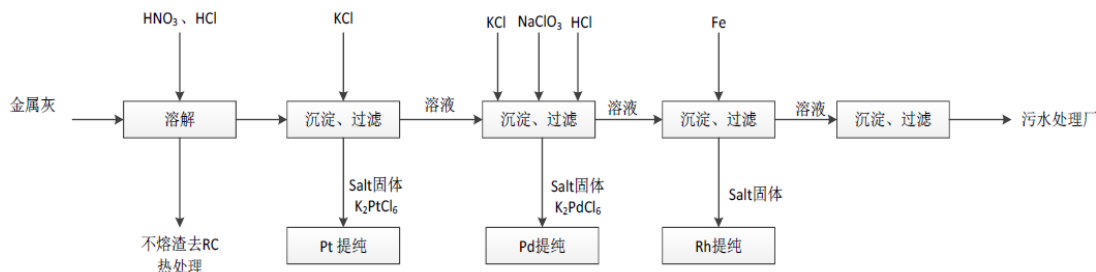 HNO₃、HCl
KCl
KCl NaClO₃ HCl
Fe
金属灰
溶解
沉淀、过滤
溶液
沉淀、过滤
溶液
沉淀、过滤
溶液
沉淀、过滤
污水处理厂
不熔渣去RC
热处理
Salt固体
K₂PtCl₆
Pt 提纯
Salt固体
K₂PdCl₆
Pd提纯
Salt固体
Rh提纯